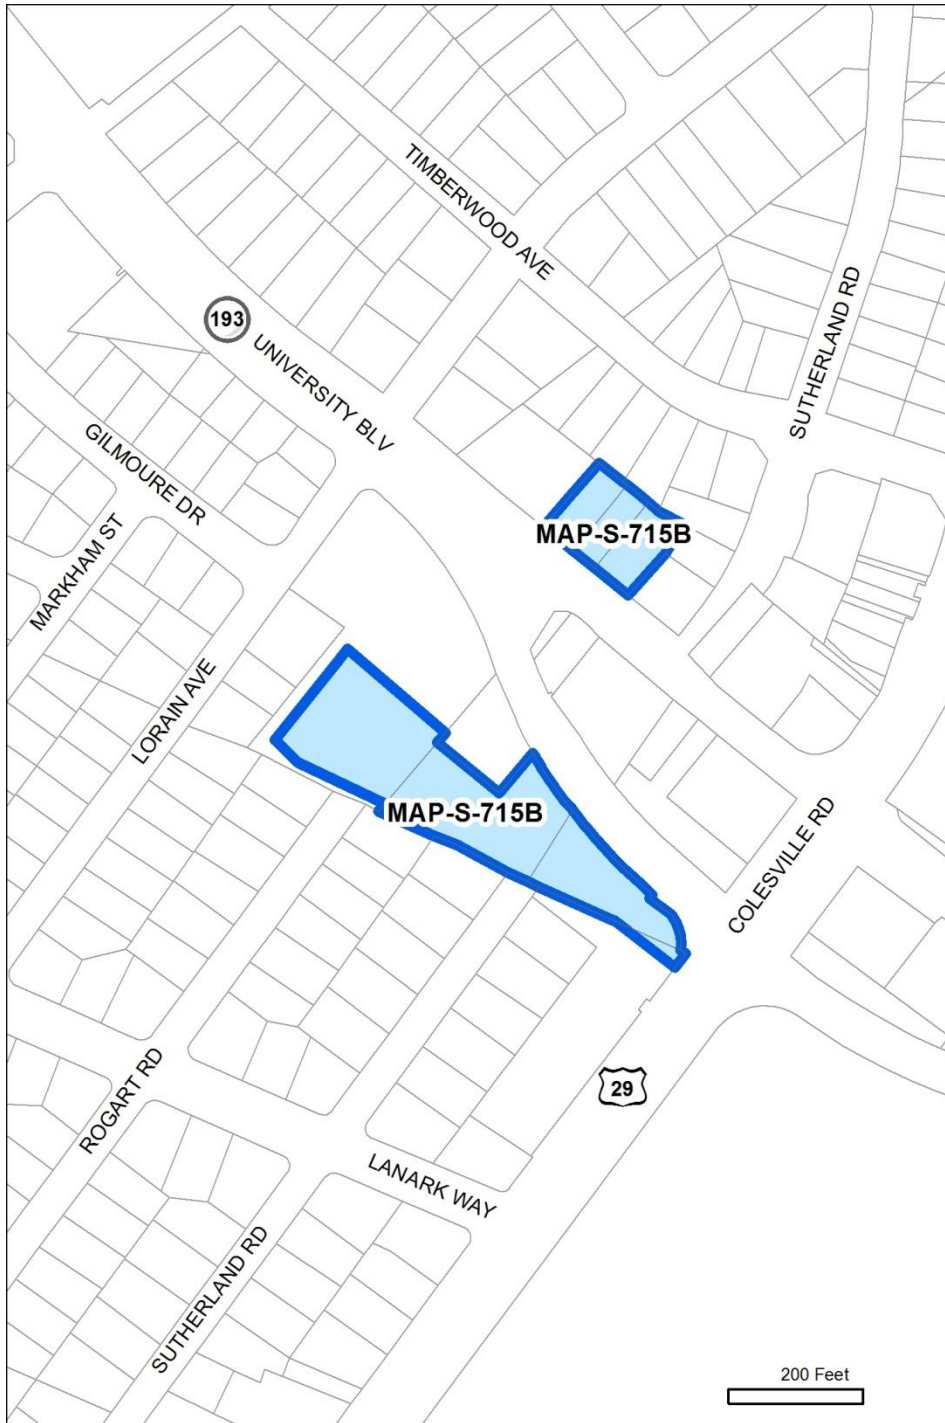 TIMBERWOOD AVE
SUTHERLAND RD
193
UNIVERSITY BLV
GILMOURE DR
MARKHAM ST
MAP-S-715B
LORAIN AVE
MAP-S-715B
COLESVILLE RD
ROGART RD
29
LANARK WAY
SUTHERLAND RD
200 Feet